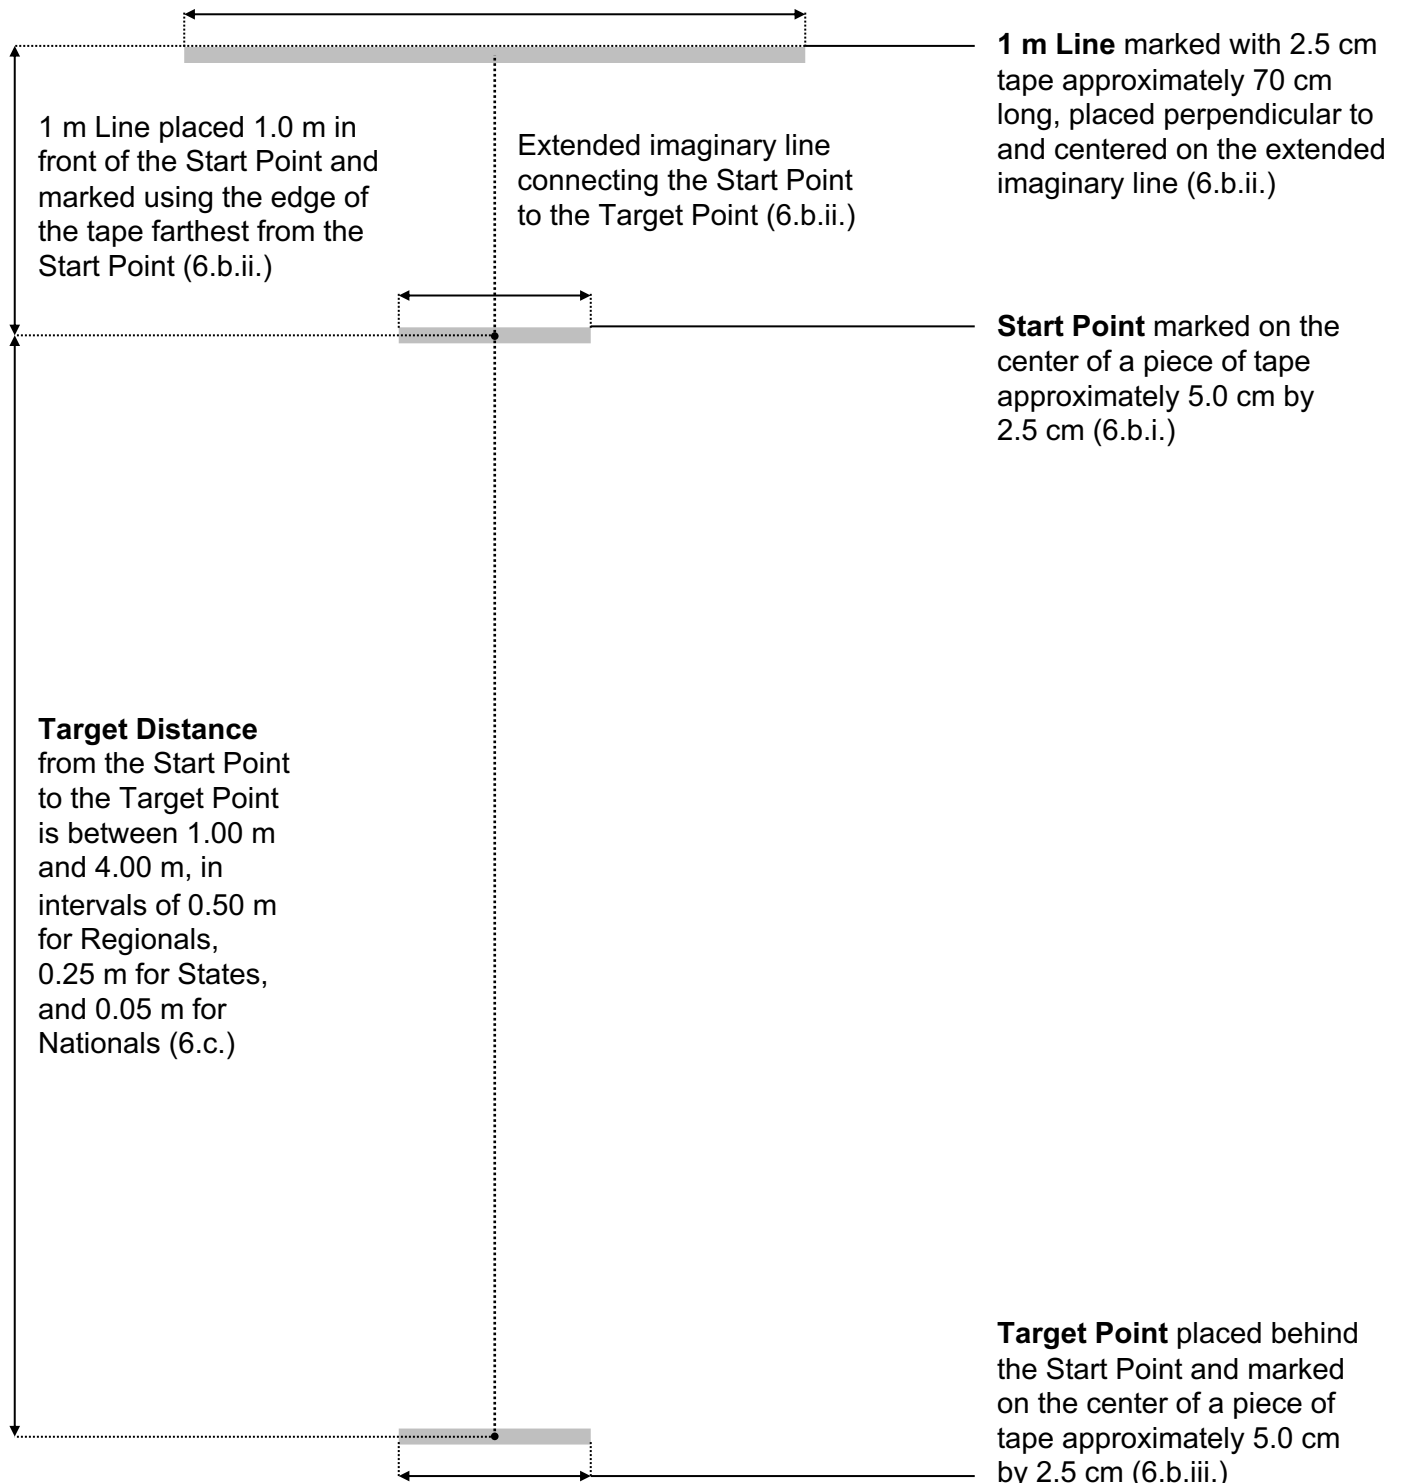 1 m Line marked with 2.5 cm
tape approximately 70 cm
long, placed perpendicular to
and centered on the extended
imaginary line (6.b.ii.)
1 m Line placed 1.0 m in
front of the Start Point and
marked using the edge of
the tape farthest from the
Start Point (6.b.ii.)
Extended imaginary line
connecting the Start Point
to the Target Point (6.b.ii.)
Start Point marked on the
center of a piece of tape
approximately 5.0 cm by
2.5 cm (6.b.i.)
Target Distance
from the Start Point
to the Target Point
is between 1.00 m
and 4.00 m, in
intervals of 0.50 m
for Regionals,
0.25 m for States,
and 0.05 m for
Nationals (6.c.)
Target Point placed behind
the Start Point and marked
on the center of a piece of
tape approximately 5.0 cm
by 2.5 cm (6.b.iii.)